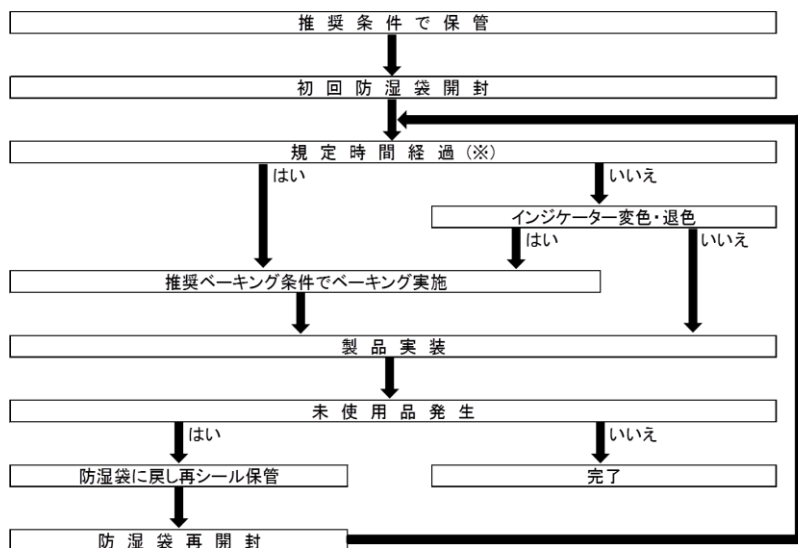 推 奨 条 件 で 保 管
初 回 防 湿 袋 開 封
規 定 時 間 経 過 (※)
はい
いいえ
インジケーター変色・退色
はい
いいえ
推奨ベーキング条件でベーキング実施
製 品 実 装
未 使 用 品 発 生
はい
いいえ
防湿袋に戻し再シール保管
完了
防 湿 袋 再 開 封